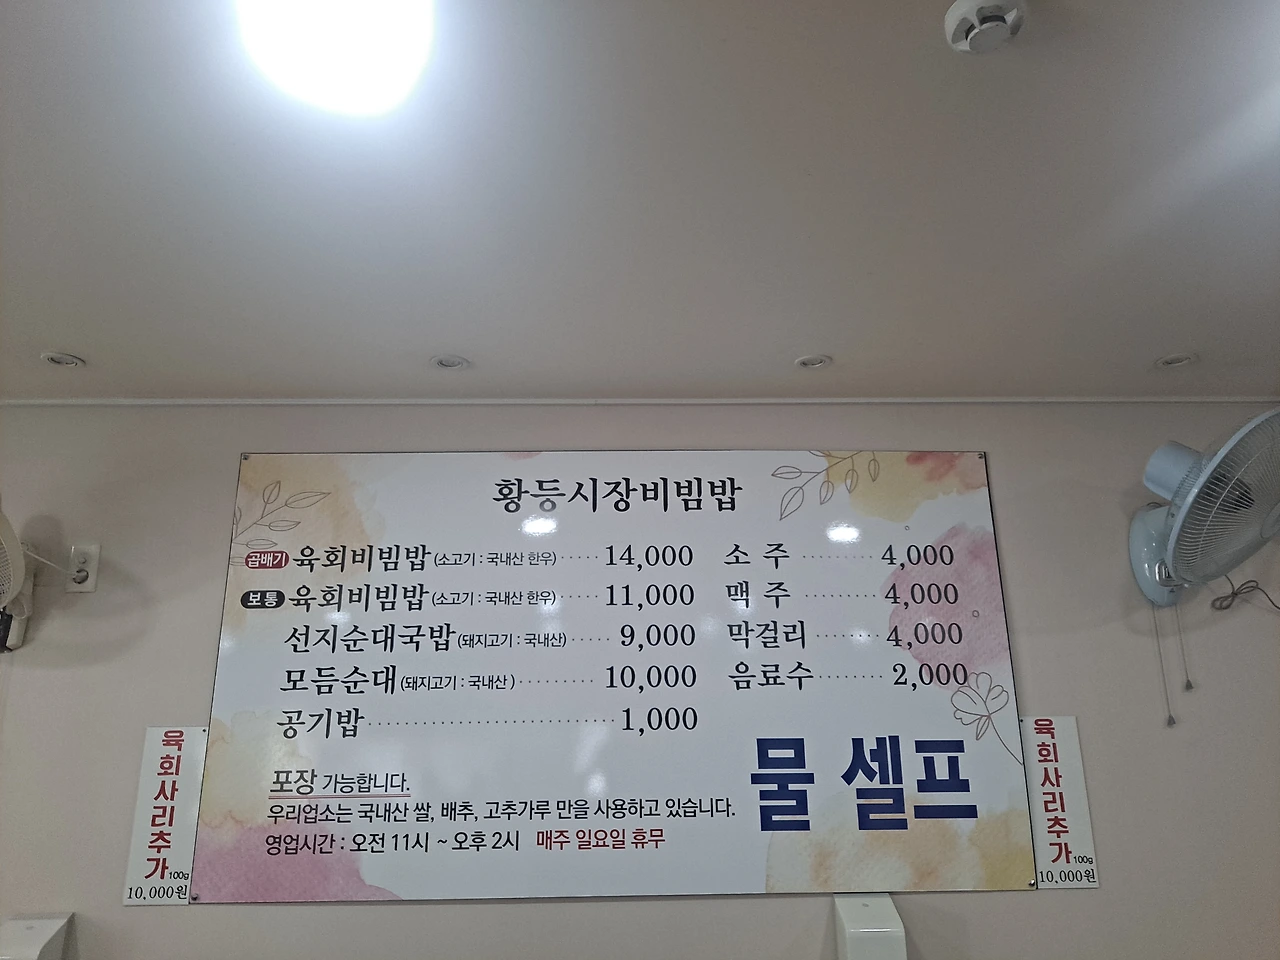 황등시장비빔밥
곱배기 육회비빔밥 (소고기 : 국내산 한우) ····· 14,000
보통 육회비빔밥 (소고기 : 국내산 한우) ····· 11,000
선지순대국밥 (돼지고기 : 국내산) ····· 9,000
모듬순대 (돼지고기 : 국내산 ) ········· 10,000
공기밥 ····························· 1,000
소 주 ········· 4,000
맥 주 ········· 4,000
막걸리 ········ 4,000
음료수 ········ 2,000
포장 가능합니다.
우리업소는 국내산 쌀, 배추, 고추가루 만을 사용하고 있습니다.
영업시간 : 오전 11시 ~ 오후 2시 매주 일요일 휴무
물 셀프
육회사리추가 100g
10,000원
육회사리추가 100g
10,000원